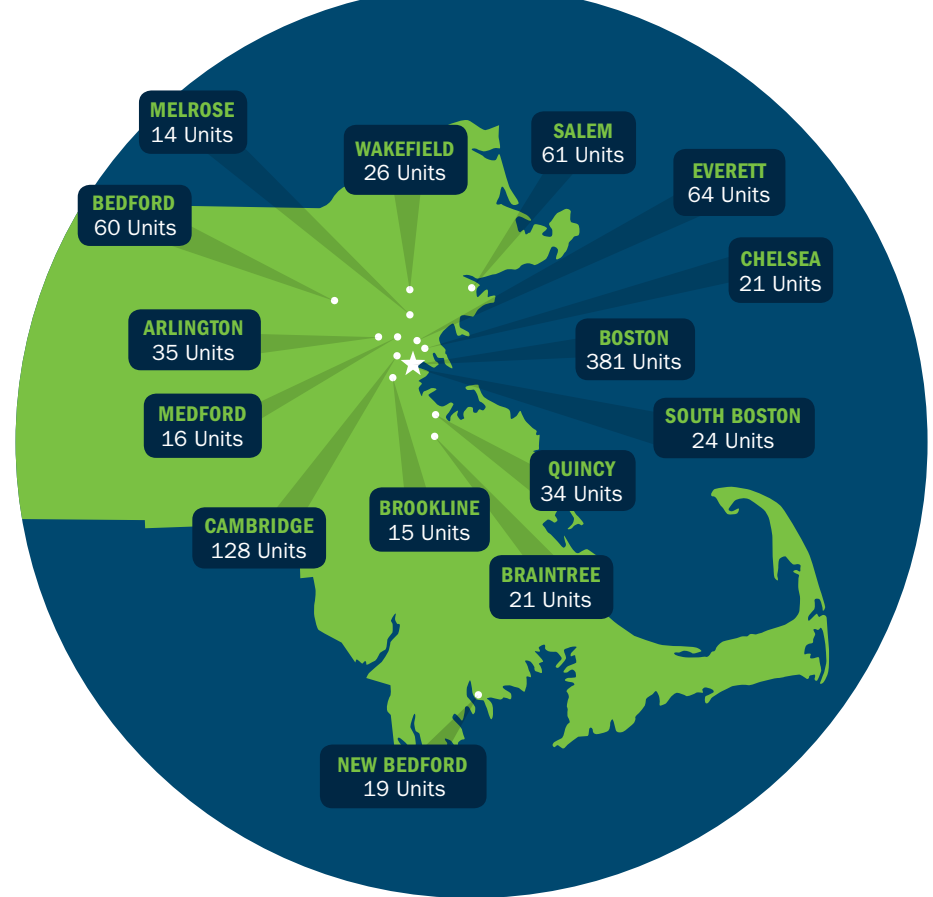 MELROSE
14 Units
WAKEFIELD
26 Units
SALEM
61 Units
EVERETT
64 Units
BEDFORD
60 Units
CHELSEA
21 Units
ARLINGTON
35 Units
BOSTON
381 Units
MEDFORD
16 Units
SOUTH BOSTON
24 Units
QUINCY
34 Units
BROOKLINE
15 Units
CAMBRIDGE
128 Units
BRAINTREE
21 Units
NEW BEDFORD
19 Units